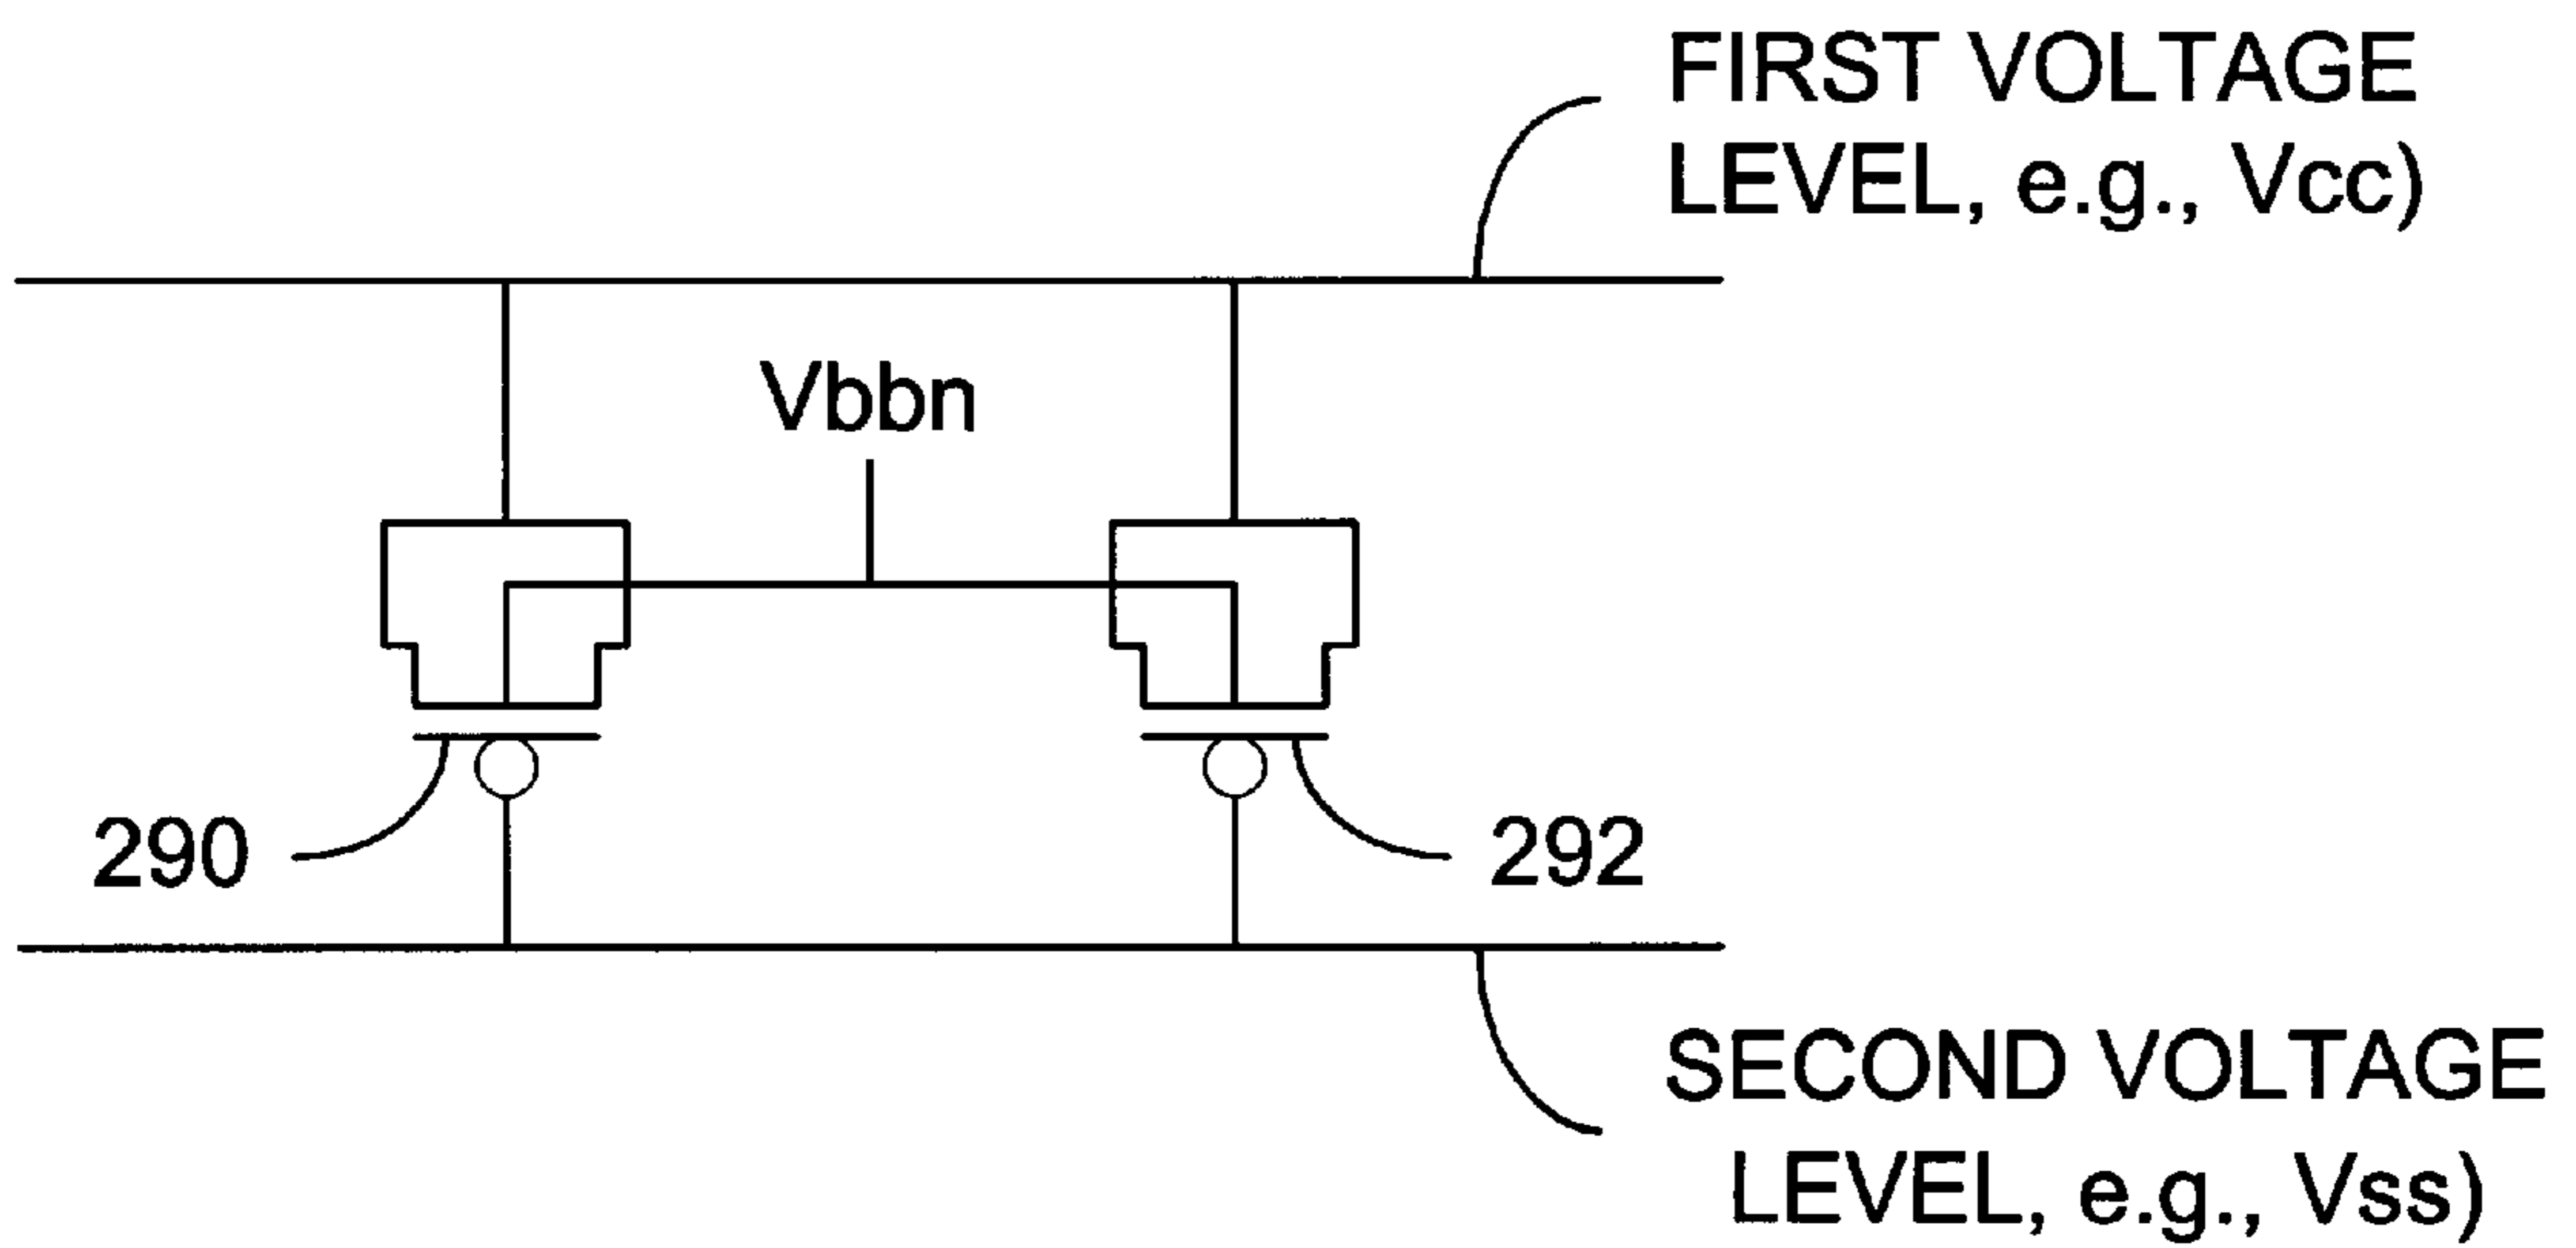 FIRST VOLTAGE
LEVEL, e.g., Vcc)
Vbbn
290
292
SECOND VOLTAGE
LEVEL, e.g., Vss)